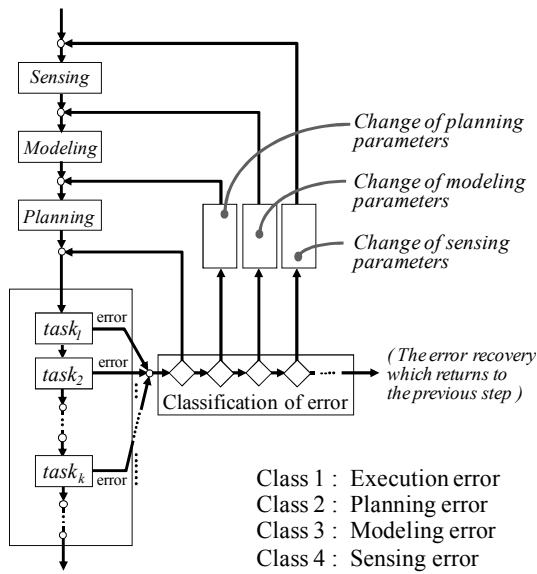 Sensing
Modeling
Planning
Change of planning
parameters
Change of modeling
parameters
Change of sensing
parameters
task1
error
task2
error
taskk
error
Classification of error
( The error recovery
which returns to
the previous step )
Class 1 : Execution error
Class 2 : Planning error
Class 3 : Modeling error
Class 4 : Sensing error